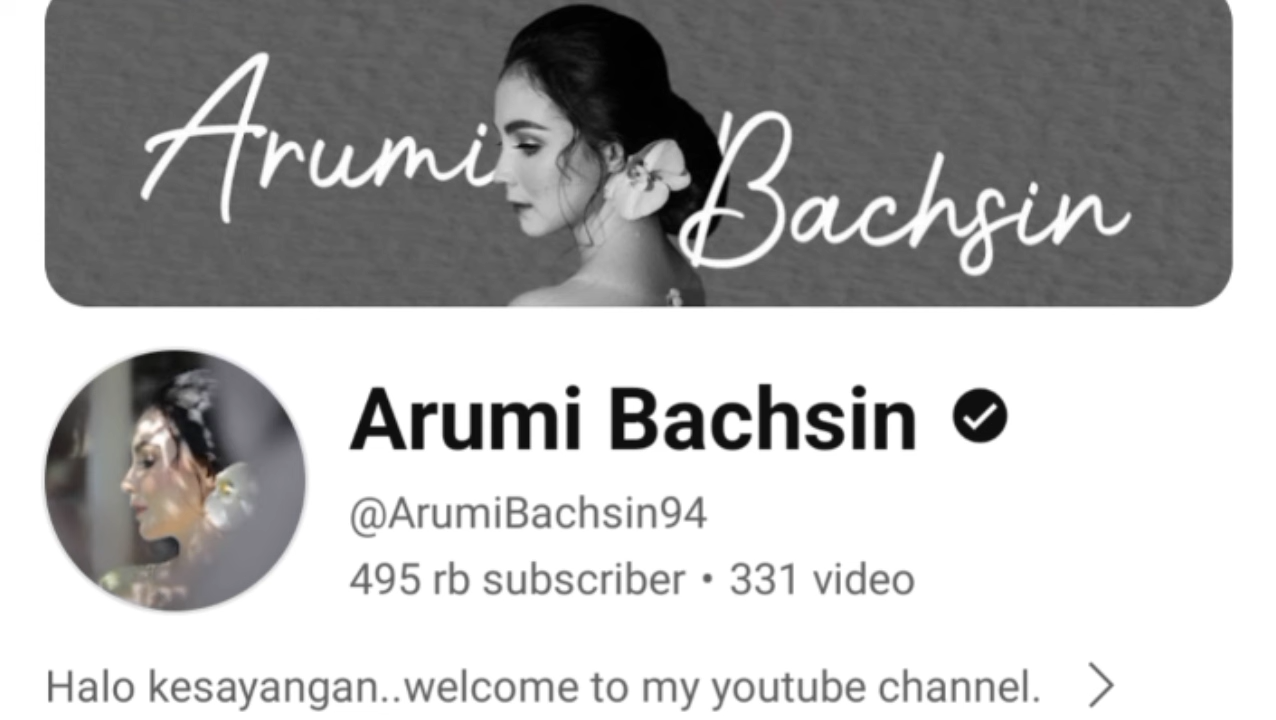 Arumi Bachsin
Arumi Bachsin
@ArumiBachsin94
495 rb subscriber • 331 video
Halo kesayangan..welcome to my youtube channel.